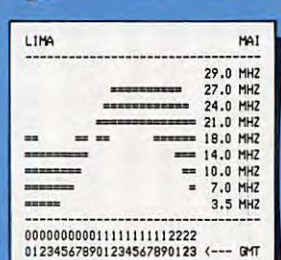 LIMA MAI
------------------------------
29.0 MHZ
=========== 27.0 MHZ
============= 24.0 MHZ
=============== 21.0 MHZ
== == == ====== 18.0 MHZ
========== === 14.0 MHZ
======== == 10.0 MHZ
======= = 7.0 MHZ
===== 3.5 MHZ
------------------------------
000000000011111111112222
012345678901234567890123 <--- GMT